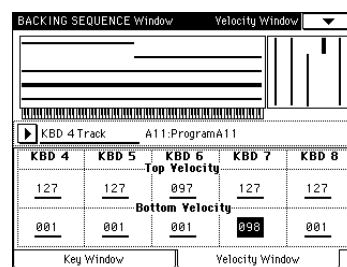 BACKING SEQUENCE Window Velocity Window
KBD 4 Track A11:ProgramA11
KBD 4 KBD 5 KBD 6 KBD 7 KBD 8
Top Velocity
127 127 097 127 127
Bottom Velocity
001 001 001 098 001
Key Window Velocity Window